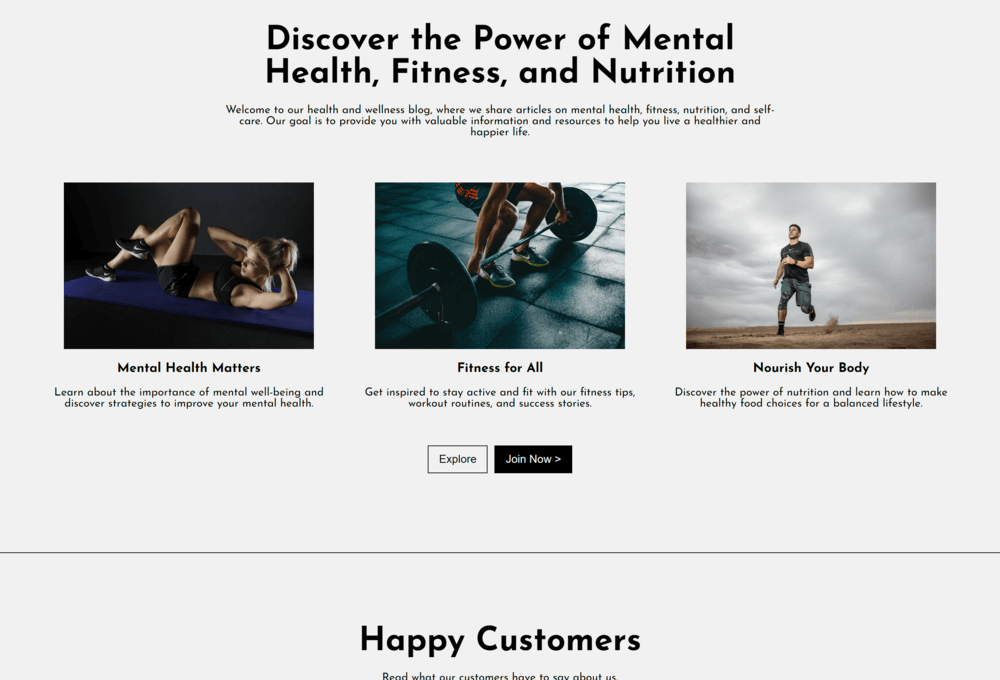 Discover the Power of Mental
Health, Fitness, and Nutrition
Welcome to our health and wellness blog, where we share articles on mental health, fitness, nutrition, and self-
care. Our goal is to provide you with valuable information and resources to help you live a healthier and
happier life.
Mental Health Matters
Learn about the importance of mental well-being and
discover strategies to improve your mental health.
Fitness for All
Get inspired to stay active and fit with our fitness tips,
workout routines, and success stories.
Nourish Your Body
Discover the power of nutrition and learn how to make
healthy food choices for a balanced lifestyle.
Explore
Join Now >
Happy Customers
Read what our customers have to say about us.